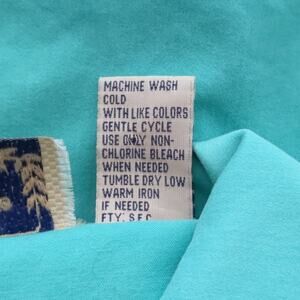 MACHINE WASH
COLD
WITH LIKE COLORS
GENTLE CYCLE
USE ONLY NON-
CHLORINE BLEACH
WHEN NEEDED
TUMBLE DRY LOW
WARM IRON
IF NEEDED
FTY: S.F.C